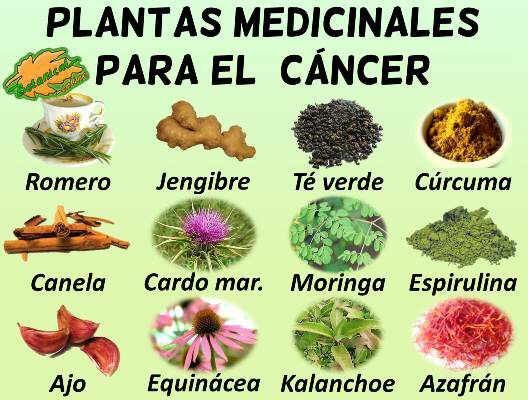 PLANTAS MEDICINALES
PARA EL CÁNCER
Botanical
Romero Jengibre Té verde Cúrcuma
Canela Cardo mar. Moringa Espirulina
Ajo Equinácea Kalanchoe Azafrán